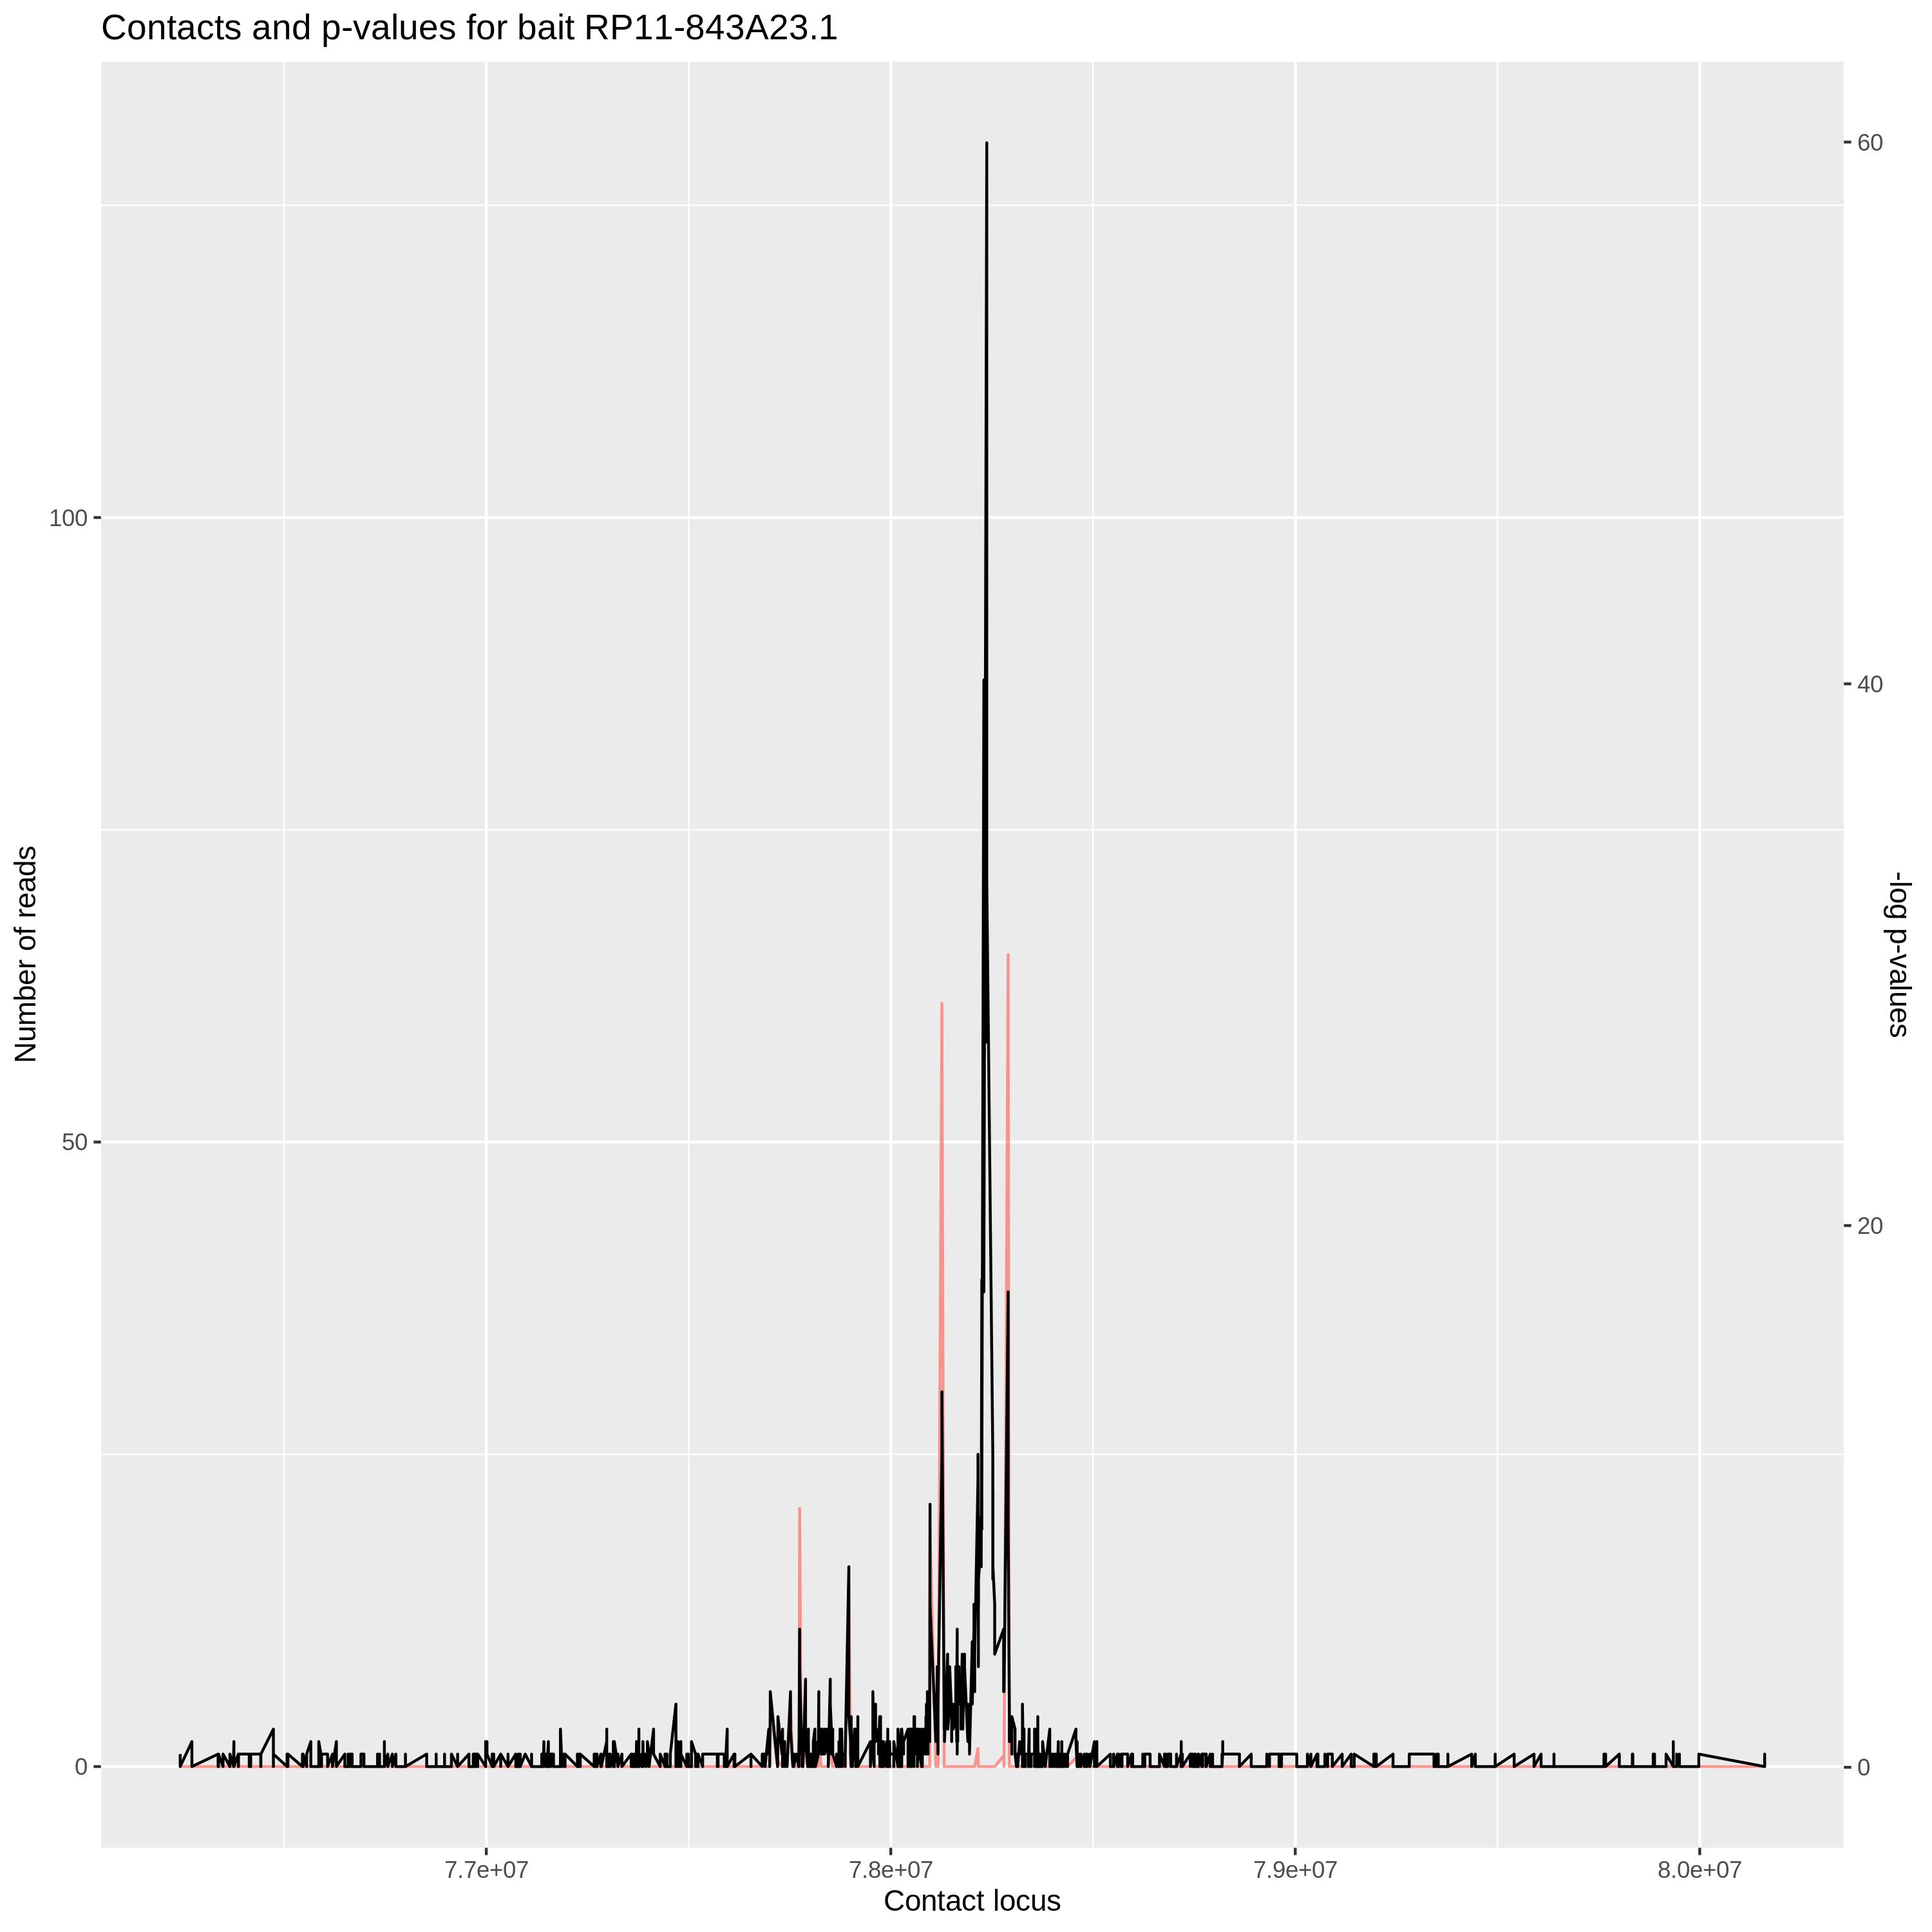 Contacts and p-values for bait RP11-843A23.1
Number of reads
100
50
0
60
40
20
0
-log p-values
7.7e+07 7.8e+07 7.9e+07 8.0e+07
Contact locus